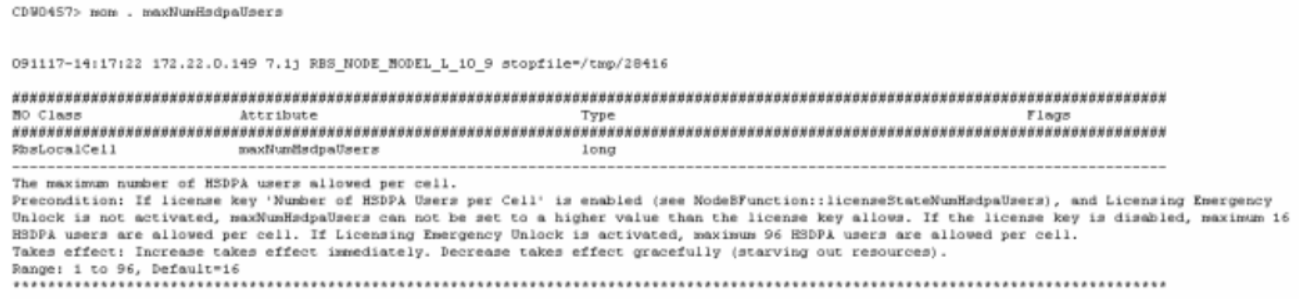 CDW0457> mom . maxNumHsdpaUsers
091117-14:17:22 172.22.0.149 7.1j RBS_NODE_MODEL_L_10_9 stopfile=/tmp/28416
####################################################################################################################################
MO Class Attribute Type Flags
####################################################################################################################################
RbsLocalCell maxNumHsdpaUsers long
------------------------------------------------------------------------------------------------------------------------------------
The maximum number of HSDPA users allowed per cell.
Precondition: If license key 'Number of HSDPA Users per Cell' is enabled (see NodeBFunction::licenseStateNumHsdpaUsers), and Licensing Emergency
Unlock is not activated, maxNumHsdpaUsers can not be set to a higher value than the license key allows. If the license key is disabled, maximum 16
HSDPA users are allowed per cell. If Licensing Emergency Unlock is activated, maximum 96 HSDPA users are allowed per cell.
Takes effect: Increase takes effect immediately. Decrease takes effect gracefully (starving out resources).
Range: 1 to 96, Default=16
************************************************************************************************************************************